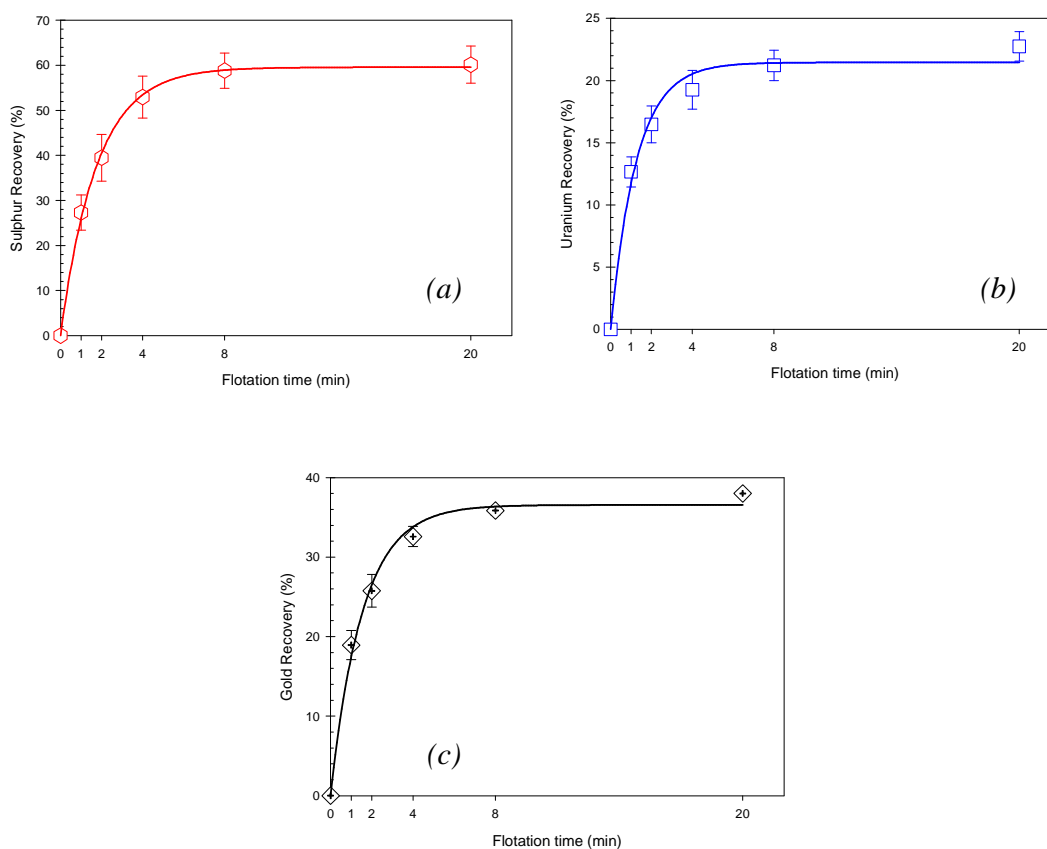 70
60
50
40
30
20
10
0
Sulphur Recovery (%)
(a)
0 1 2 4 8 20
Flotation time (min)
25
20
15
10
5
0
Uranium Recovery (%)
(b)
0 1 2 4 8 20
Flotation time (min)
40
30
20
10
0
Gold Recovery (%)
(c)
0 1 2 4 8 20
Flotation time (min)